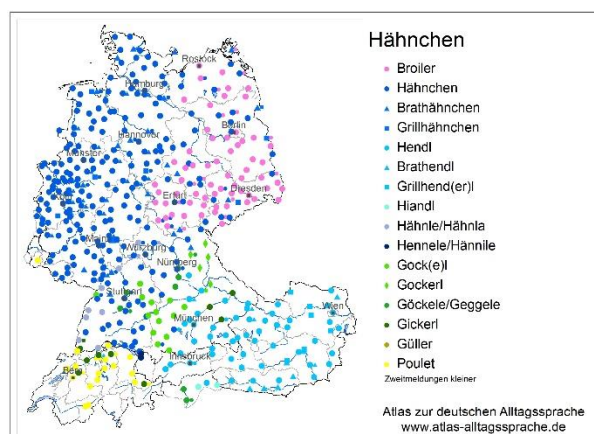 Hähnchen
Broiler
Hähnchen
Brathähnchen
Grillhähnchen
Hendl
Brathendl
Grillhend(er)l
Hiandl
Hähnle/Hähnla
Hennele/Hännile
Gock(e)l
Gockerl
Göckele/Geggele
Gickerl
Güller
Poulet
Zweitmeldungen kleiner
Rostock
Hamburg
Berlin
Hannover
Münster
Erfurt
Dresden
Köln
Mainz
Würzburg
Nürnberg
Stuttgart
München
Wien
Innsbruck
Bern
Atlas zur deutschen Alltagssprache
www.atlas-alltagssprache.de